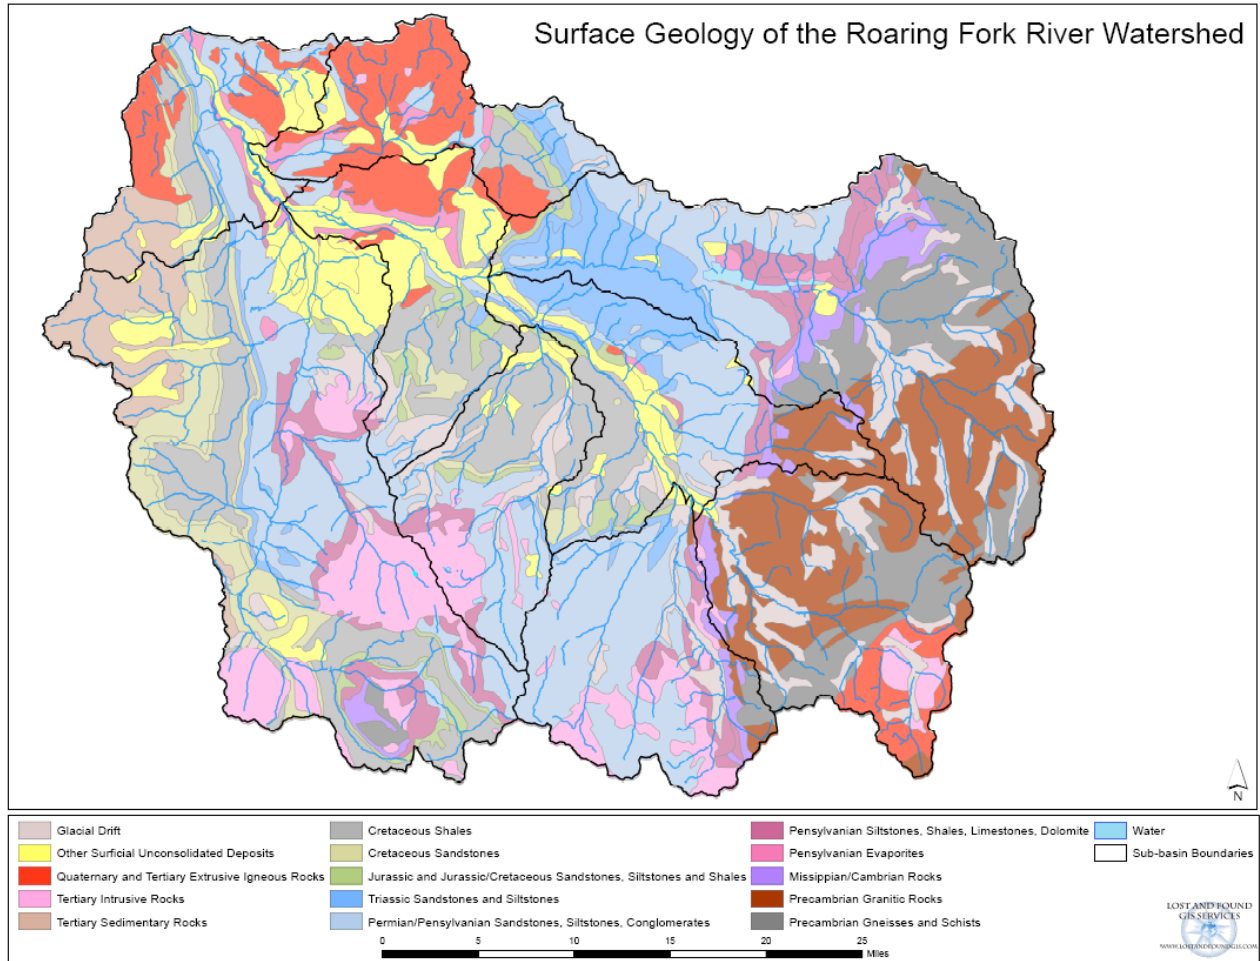 Surface Geology of the Roaring Fork River Watershed
N
Glacial Drift
Other Surficial Unconsolidated Deposits
Quaternary and Tertiary Extrusive Igneous Rocks
Tertiary Intrusive Rocks
Tertiary Sedimentary Rocks
Cretaceous Shales
Cretaceous Sandstones
Jurassic and Jurassic/Cretaceous Sandstones, Siltstones and Shales
Triassic Sandstones and Siltstones
Permian/Pensylvanian Sandstones, Siltstones, Conglomerates
Pensylvanian Siltstones, Shales, Limestones, Dolomite
Pensylvanian Evaporites
Missippian/Cambrian Rocks
Precambrian Granitic Rocks
Precambrian Gneisses and Schists
Water
Sub-basin Boundaries
0 5 10 15 20 25
Miles
LOST AND FOUND
GIS SERVICES
WWW.LOSTANDFOUNDGIS.COM